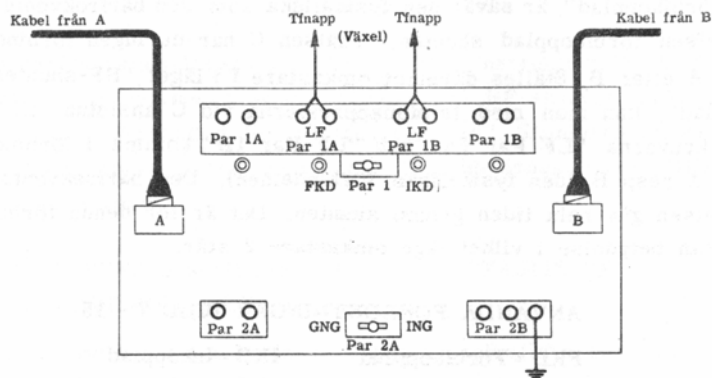 Kabel från A
Tfnapp
(Växel)
Tfnapp
Kabel från B
Par 1A
LF
Par 1A
LF
Par 1B
Par 1B
FKD
Par 1
IKD
A
B
Par 2A
GNG
Par 2A
ING
Par 2B